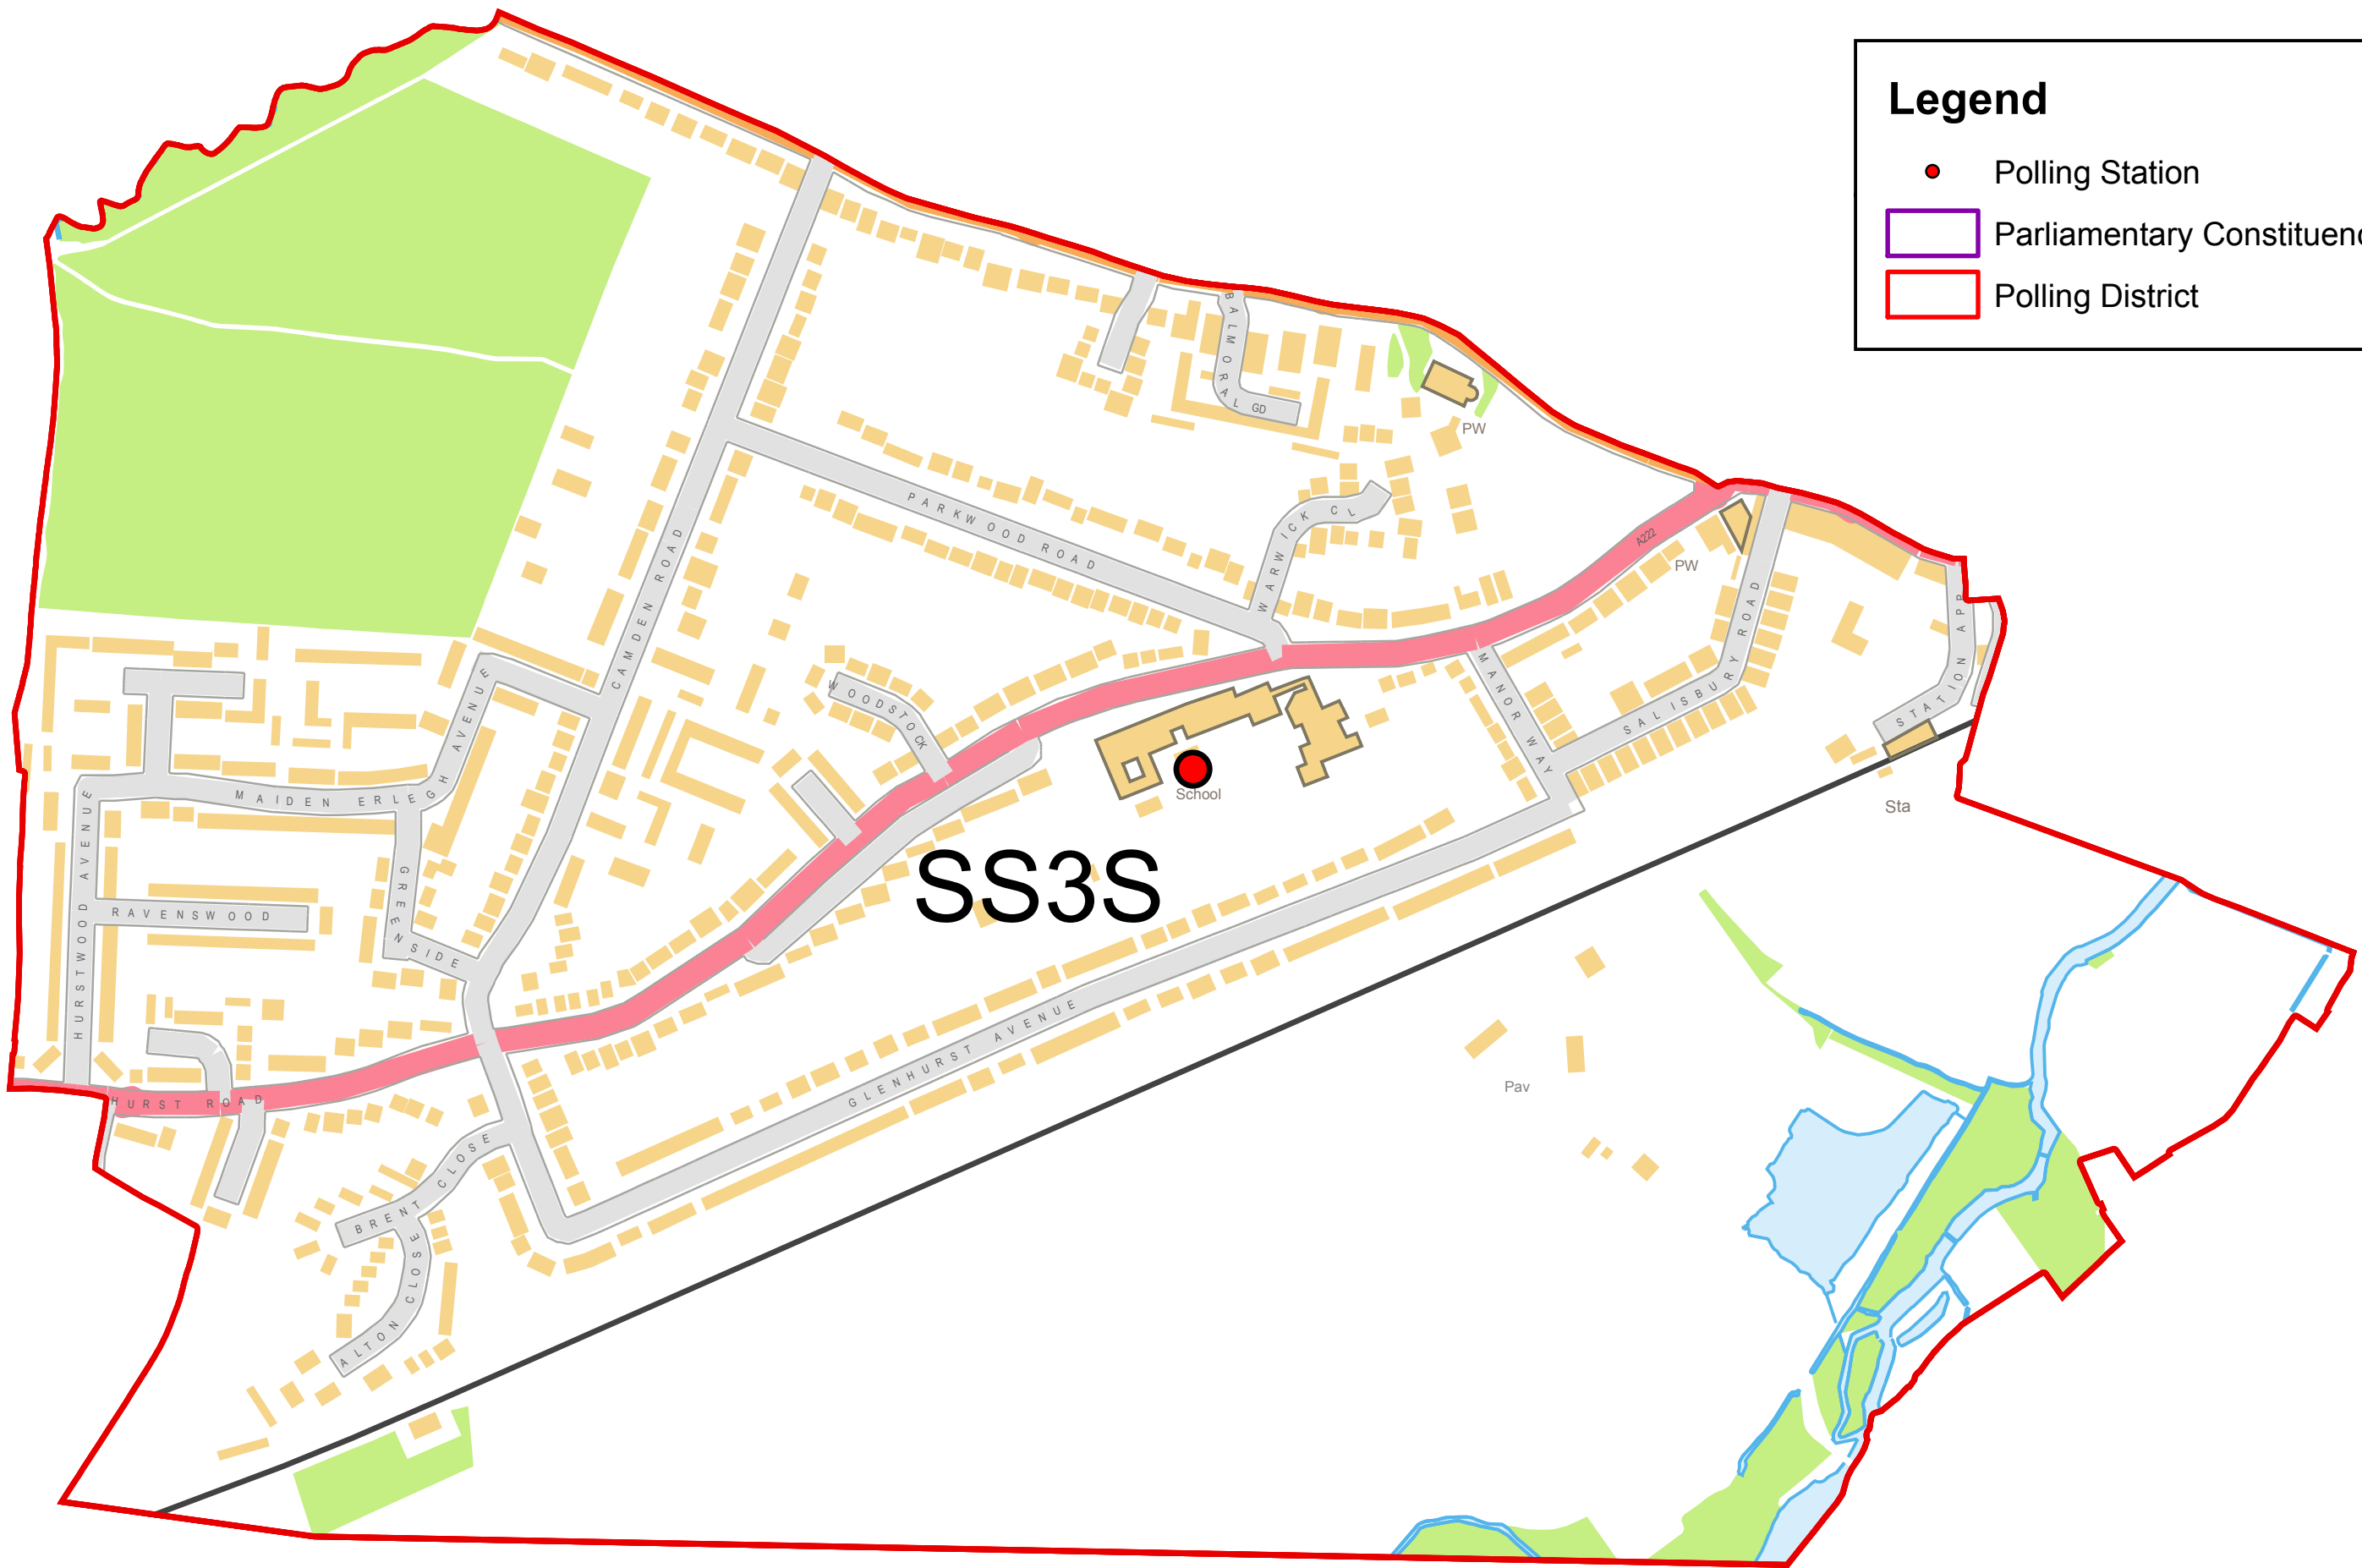 Legend
Polling Station
Parliamentary Constituenc
Polling District
BALMORAL GD
PW
PARKWOOD ROAD
WARWICK CL
A222
PW
CAMDEN ROAD
SALISBURY ROAD
STATION APP
MANOR WAY
WOODSTOCK
MAIDEN ERLEGH AVENUE
School
Sta
SS3S
HURSTWOOD AVENUE
RAVENSWOOD
GREENSIDE
GLENHURST AVENUE
Pav
HURST ROAD
BRENT CLOSE
ALTON CLOSE